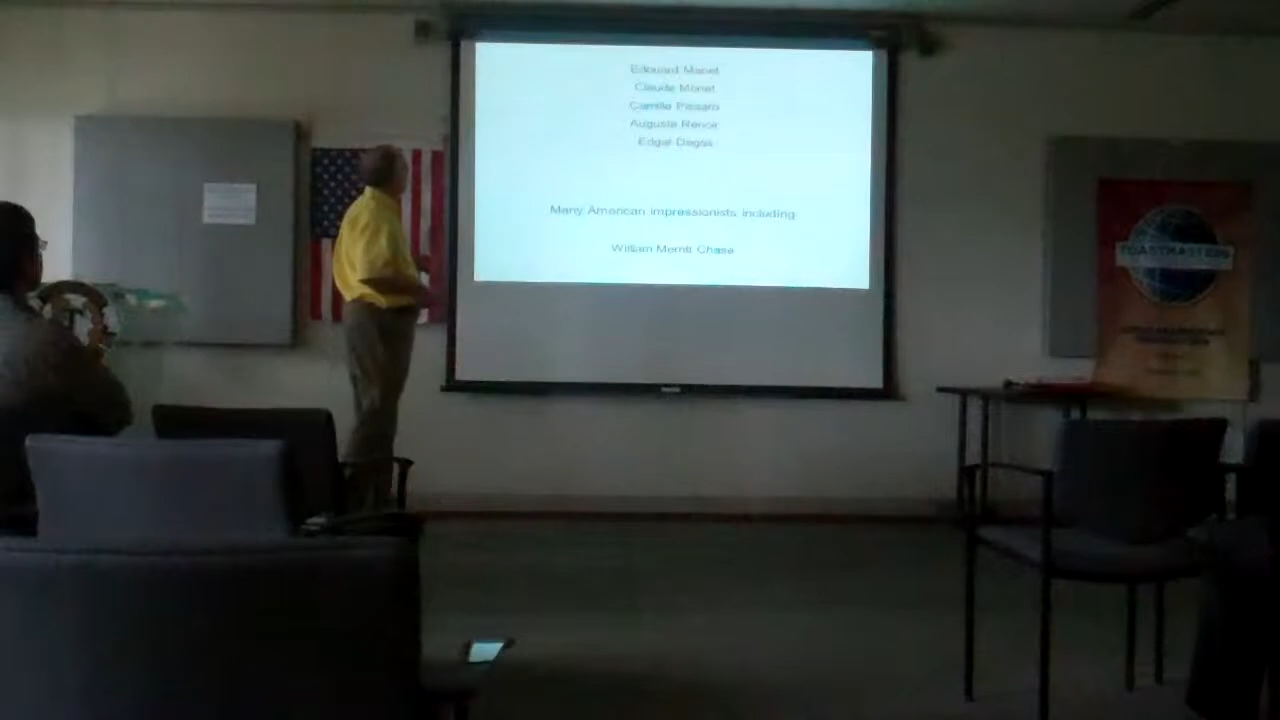 Edouard Manet
Claude Monet
Camille Pissaro
Auguste Renoir
Edgar Degas
Many American impressionists including
William Merritt Chase
TOASTMASTERS